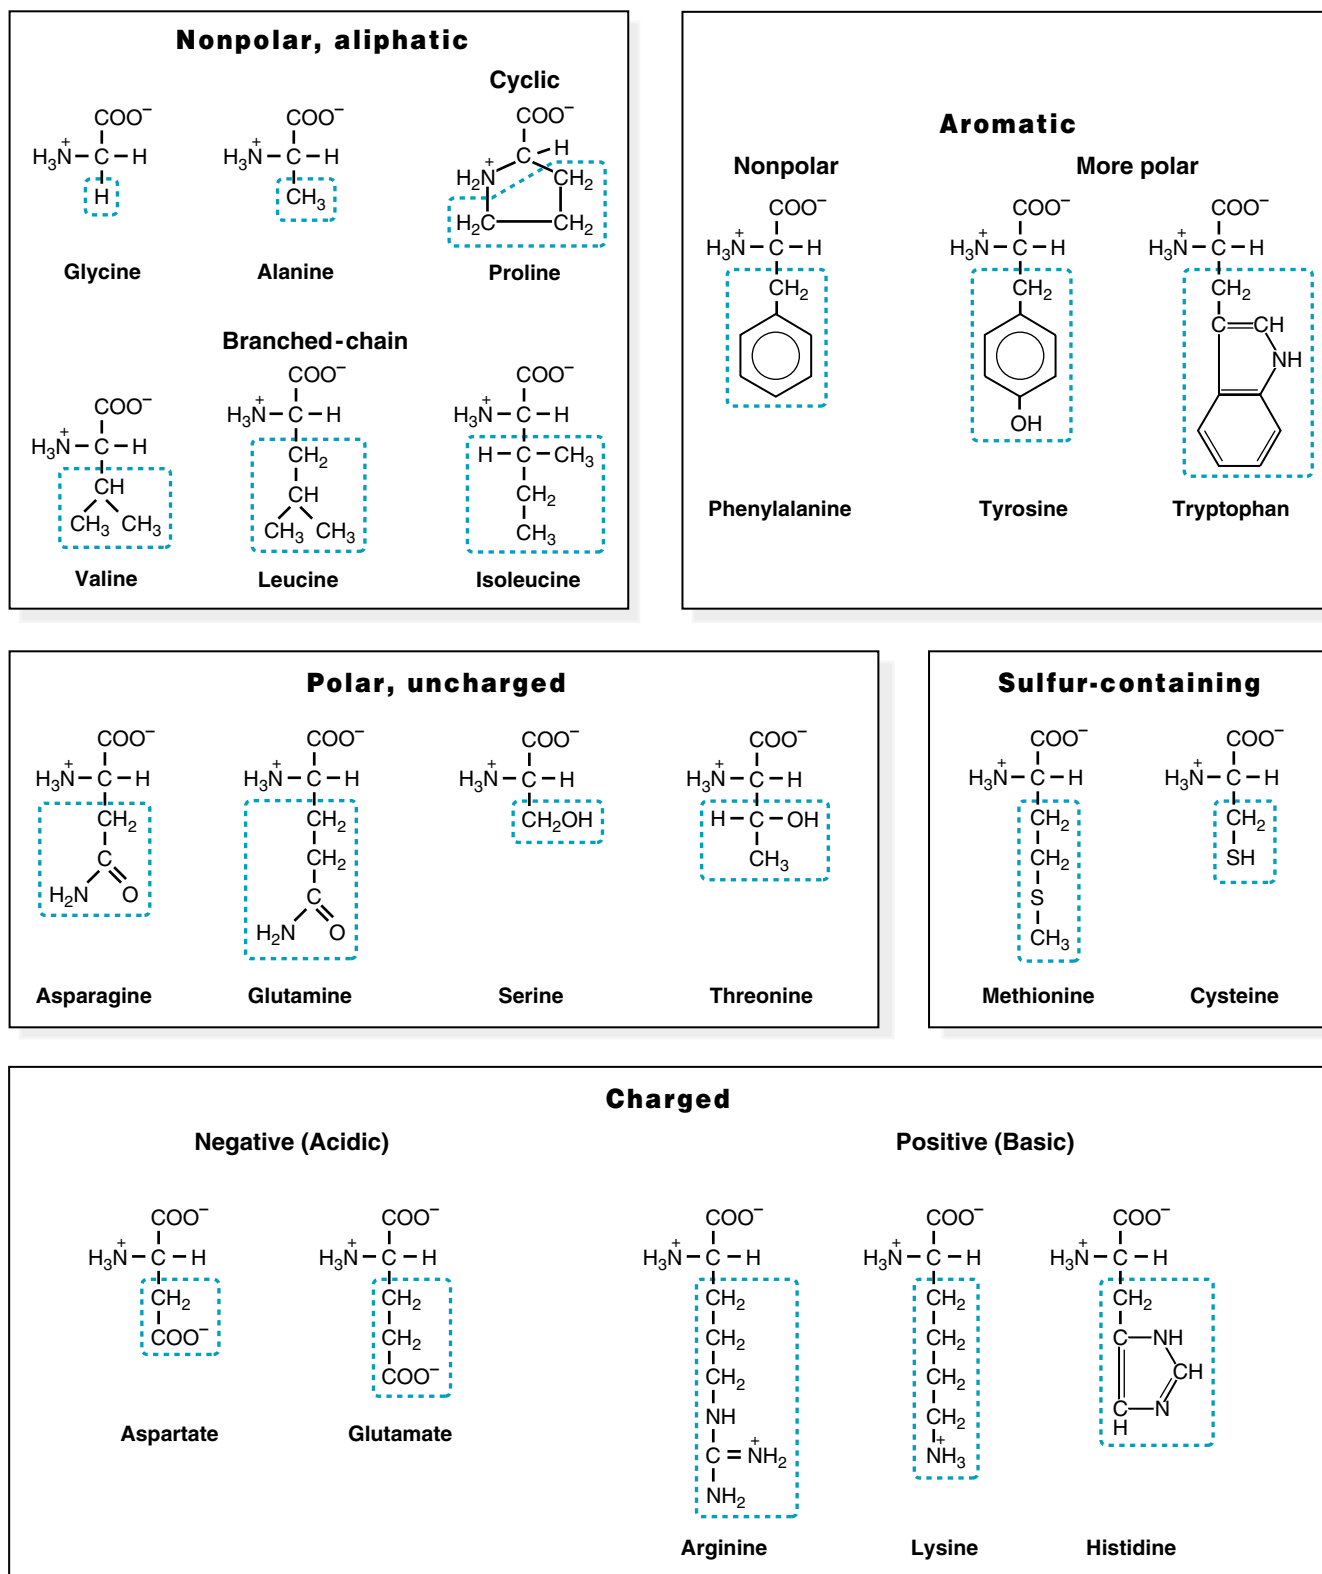 Nonpolar, aliphatic
Cyclic
COO⁻ COO⁻ COO⁻
H₃N⁺–C–H H₃N⁺–C–H H₂N⁺ C–H CH₂
H CH₃ H₂C CH₂
Glycine Alanine Proline
Branched-chain
COO⁻ COO⁻ COO⁻
H₃N⁺–C–H H₃N⁺–C–H H₃N⁺–C–H
CH CH₂ H–C–CH₃
CH₃ CH₃ CH CH₂
CH₃ CH₃ CH₃
Valine Leucine Isoleucine
Aromatic
Nonpolar More polar
COO⁻ COO⁻ COO⁻
H₃N⁺–C–H H₃N⁺–C–H H₃N⁺–C–H
CH₂ CH₂ CH₂
C=CH
NH
OH
Phenylalanine Tyrosine Tryptophan
Polar, uncharged
COO⁻ COO⁻ COO⁻ COO⁻
H₃N⁺–C–H H₃N⁺–C–H H₃N⁺–C–H H₃N⁺–C–H
CH₂ CH₂ CH₂OH H–C–OH
C CH₂ CH₃
H₂N O C
H₂N O
Asparagine Glutamine Serine Threonine
Sulfur-containing
COO⁻ COO⁻
H₃N⁺–C–H H₃N⁺–C–H
CH₂ CH₂
CH₂ SH
S
CH₃
Methionine Cysteine
Charged
Negative (Acidic) Positive (Basic)
COO⁻ COO⁻ COO⁻ COO⁻ COO⁻
H₃N⁺–C–H H₃N⁺–C–H H₃N⁺–C–H H₃N⁺–C–H H₃N⁺–C–H
CH₂ CH₂ CH₂ CH₂ CH₂
COO⁻ CH₂ CH₂ CH₂ C–NH
COO⁻ CH₂ CH₂ CH
NH CH₂ C–N
H
C=N⁺H₂ N⁺H₃
NH₂
Aspartate Glutamate
Arginine Lysine Histidine